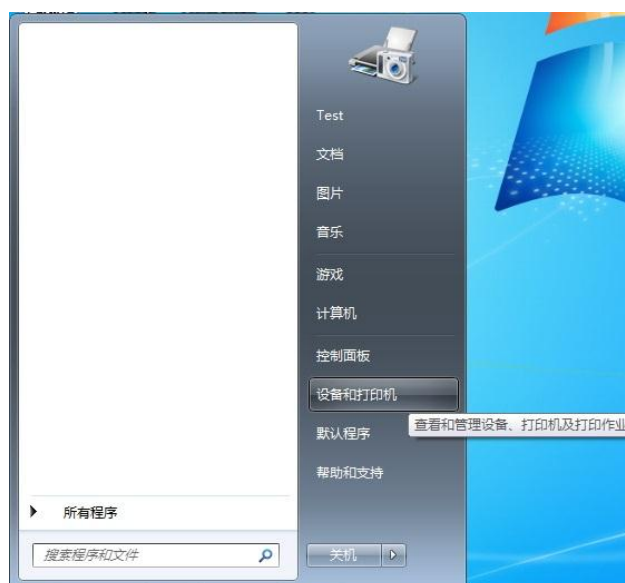 Test
文档
图片
音乐
游戏
计算机
控制面板
设备和打印机
查看和管理设备、打印机及打印作业
默认程序
帮助和支持
所有程序
搜索程序和文件
关机